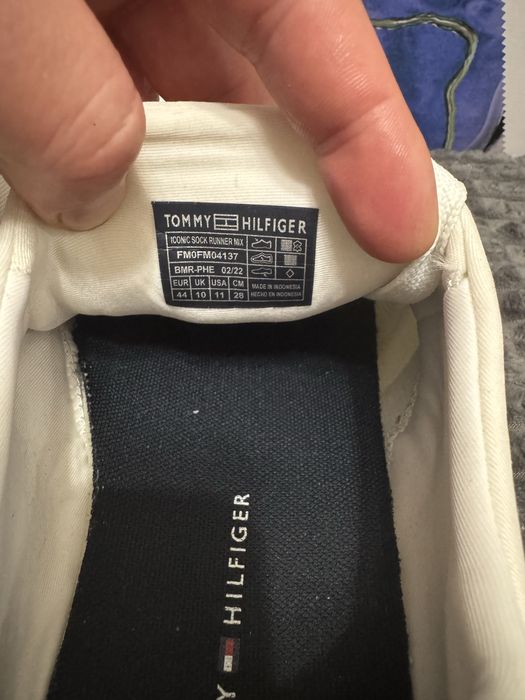 TOMMY HILFIGER
ICONIC SOCK RUNNER MIX
FM0FM04137
BMR-PHE 02/22
EUR UK USA CM
44 10 11 28
MADE IN INDONESIA
HECHO EN INDONESIA
Y HILFIGER